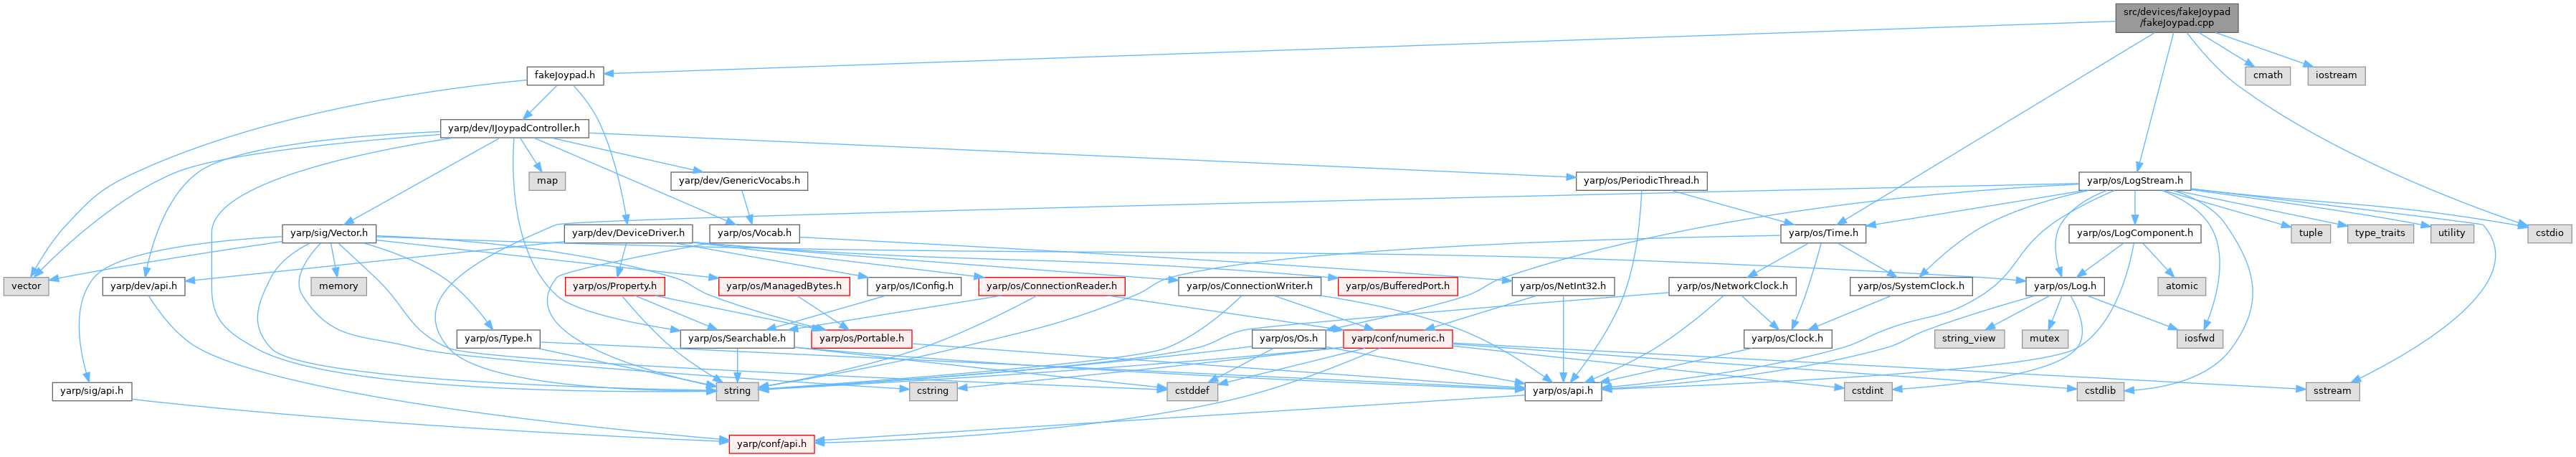 src/devices/fakeJoypad
/fakeJoypad.cpp
fakeJoypad.h
cmath
iostream
yarp/dev/IJoypadController.h
map
yarp/dev/GenericVocabs.h
yarp/os/PeriodicThread.h
yarp/os/LogStream.h
yarp/sig/Vector.h
yarp/dev/DeviceDriver.h
yarp/os/Vocab.h
yarp/os/Time.h
yarp/os/LogComponent.h
tuple
type_traits
utility
cstdio
vector
yarp/dev/api.h
memory
yarp/os/Property.h
yarp/os/ManagedBytes.h
yarp/os/IConfig.h
yarp/os/ConnectionReader.h
yarp/os/ConnectionWriter.h
yarp/os/BufferedPort.h
yarp/os/NetInt32.h
yarp/os/NetworkClock.h
yarp/os/SystemClock.h
yarp/os/Log.h
atomic
yarp/os/Type.h
yarp/os/Searchable.h
yarp/os/Portable.h
yarp/os/Os.h
yarp/conf/numeric.h
yarp/os/Clock.h
string_view
mutex
iosfwd
yarp/sig/api.h
string
cstring
cstddef
yarp/os/api.h
cstdint
cstdlib
sstream
yarp/conf/api.h